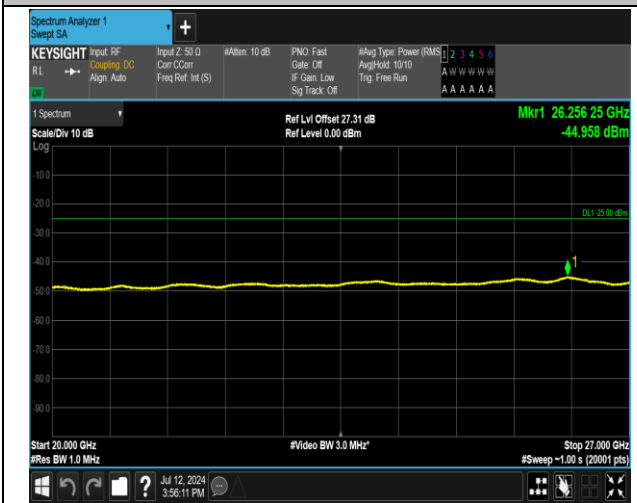 Spectrum Analyzer 1
Swept SA
+
KEYSIGHT
RL
LXI
Input: RF
Coupling: DC
Align: Auto
Input Z: 50 Ω
Corr CCorr
Freq Ref: Int (S)
#Atten: 10 dB
PNO: Fast
Gate: Off
IF Gain: Low
Sig Track: Off
#Avg Type: Power (RMS
Avg|Hold: 10/10
Trig: Free Run
1 2 3 4 5 6
A W W W W W
A A A A A A
1 Spectrum
Scale/Div 10 dB
Log
Ref Lvl Offset 27.31 dB
Ref Level 0.00 dBm
Mkr1 26.256 25 GHz
-44.958 dBm
-10.0
-20.0
DL1 -25.00 dBm
-30.0
-40.0
1
-50.0
-60.0
-70.0
-80.0
-90.0
Start 20.000 GHz
#Res BW 1.0 MHz
#Video BW 3.0 MHz*
Stop 27.000 GHz
#Sweep ~1.00 s (20001 pts)
?
Jul 12, 2024
3:56:11 PM